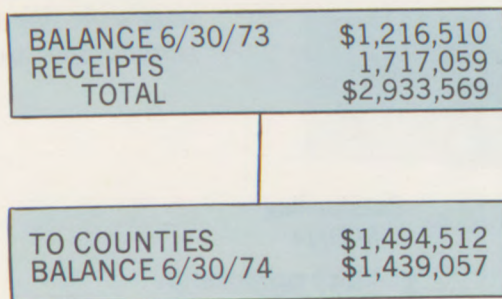 BALANCE 6/30/73 $1,216,510
RECEIPTS 1,717,059
TOTAL $2,933,569
TO COUNTIES $1,494,512
BALANCE 6/30/74 $1,439,057